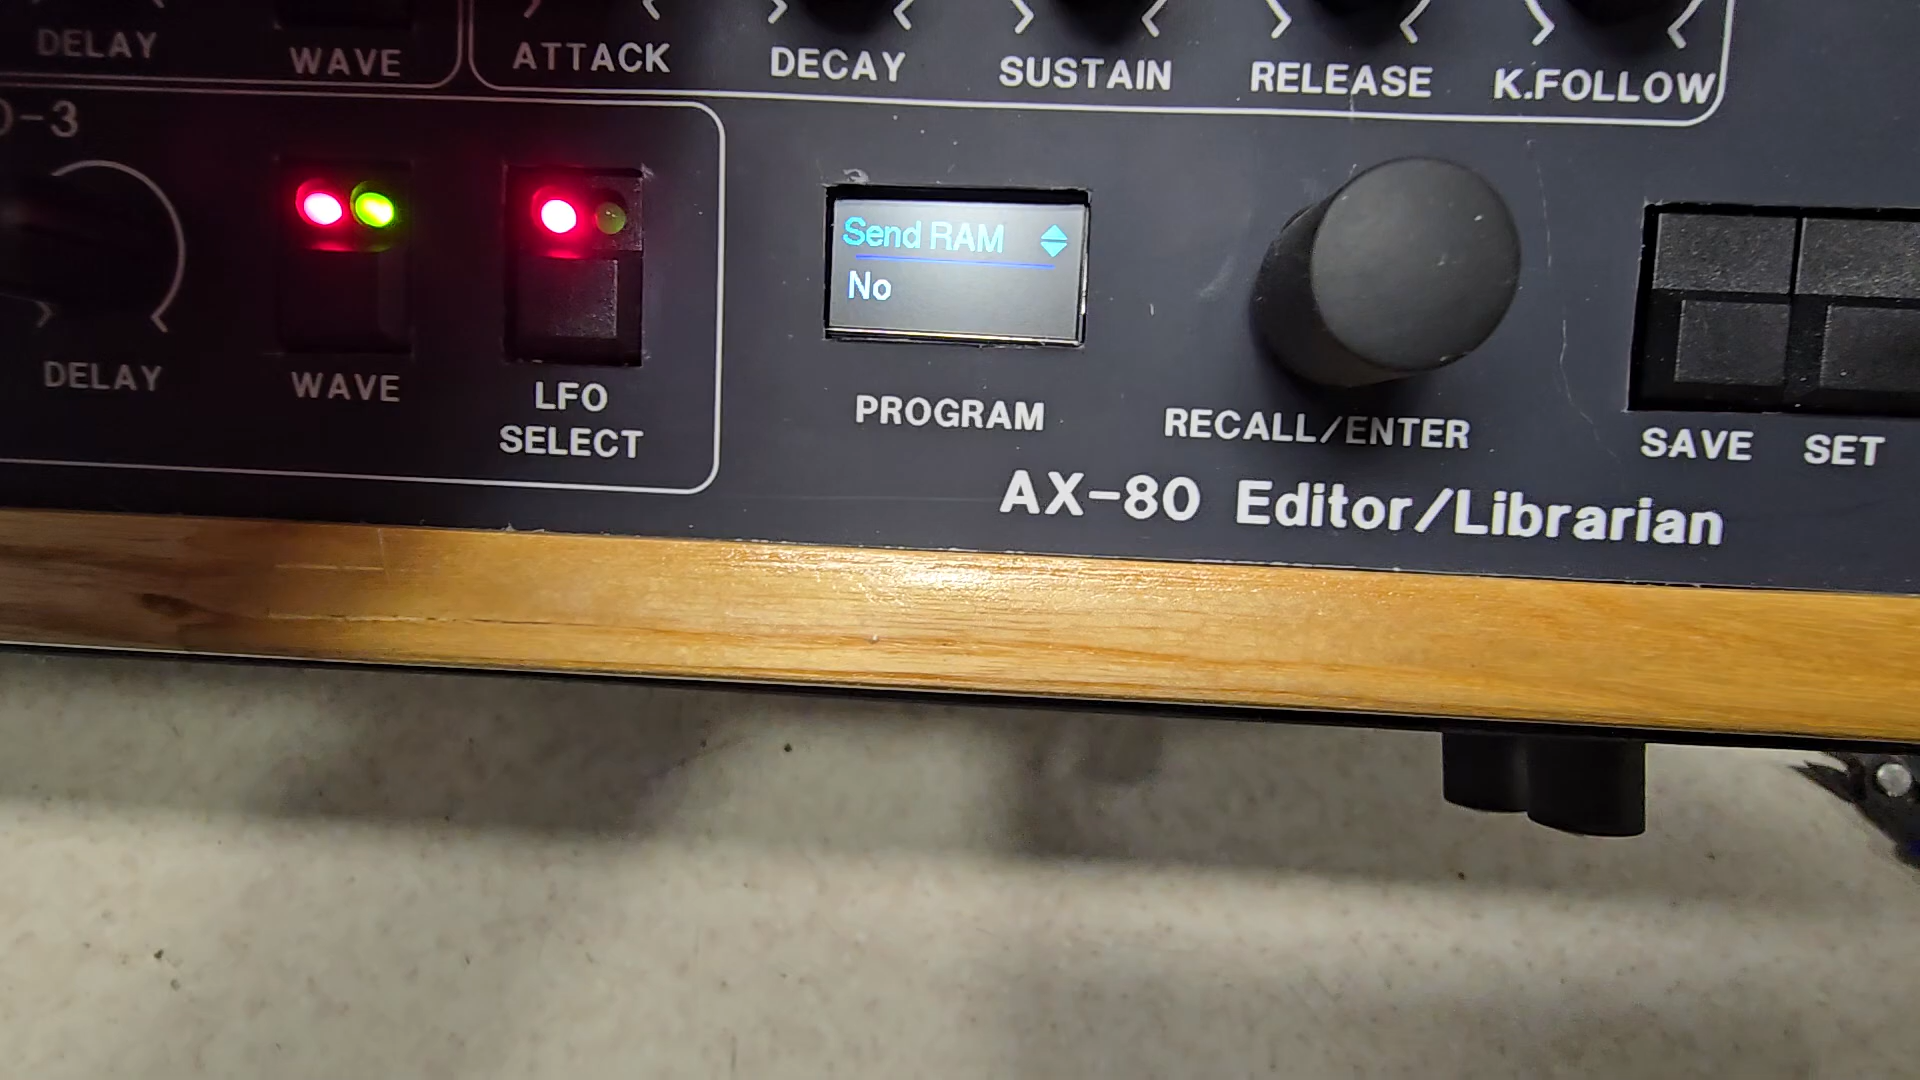 DELAY
WAVE
ATTACK
DECAY
SUSTAIN
RELEASE
K.FOLLOW
-3
DELAY
WAVE
LFO
SELECT
Send RAM
No
PROGRAM
RECALL/ENTER
SAVE
SET
AX-80 Editor/Librarian